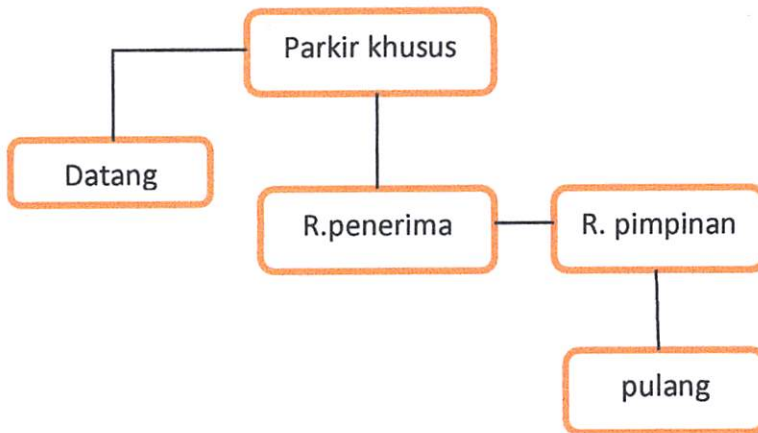 Parkir khusus
Datang
R.penerima
R. pimpinan
pulang